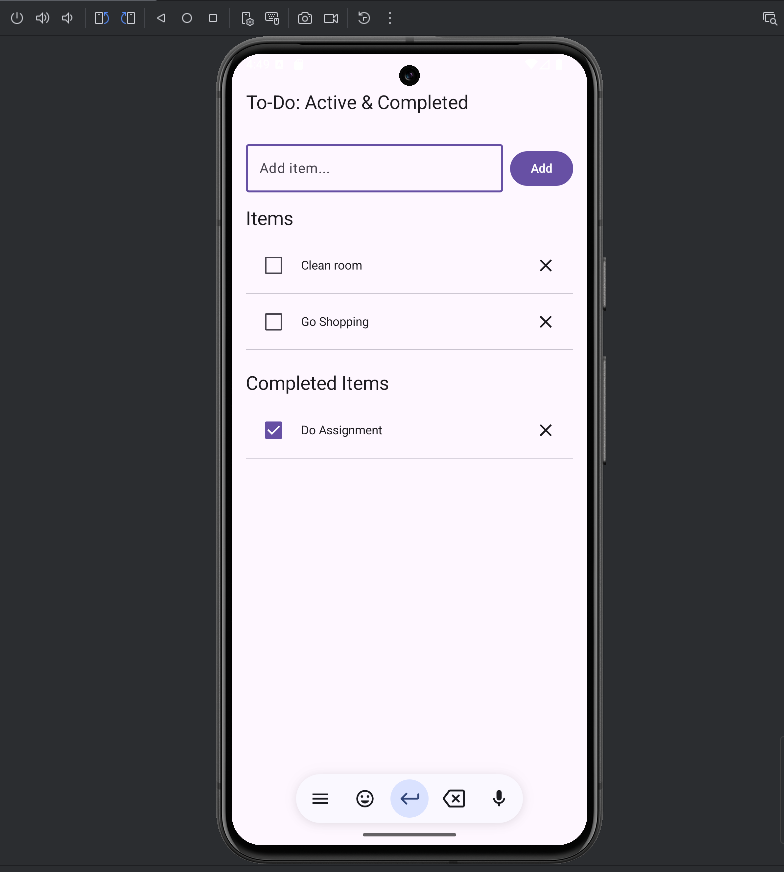 To-Do: Active & Completed
Add item...
Add
Items
Clean room
Go Shopping
Completed Items
Do Assignment